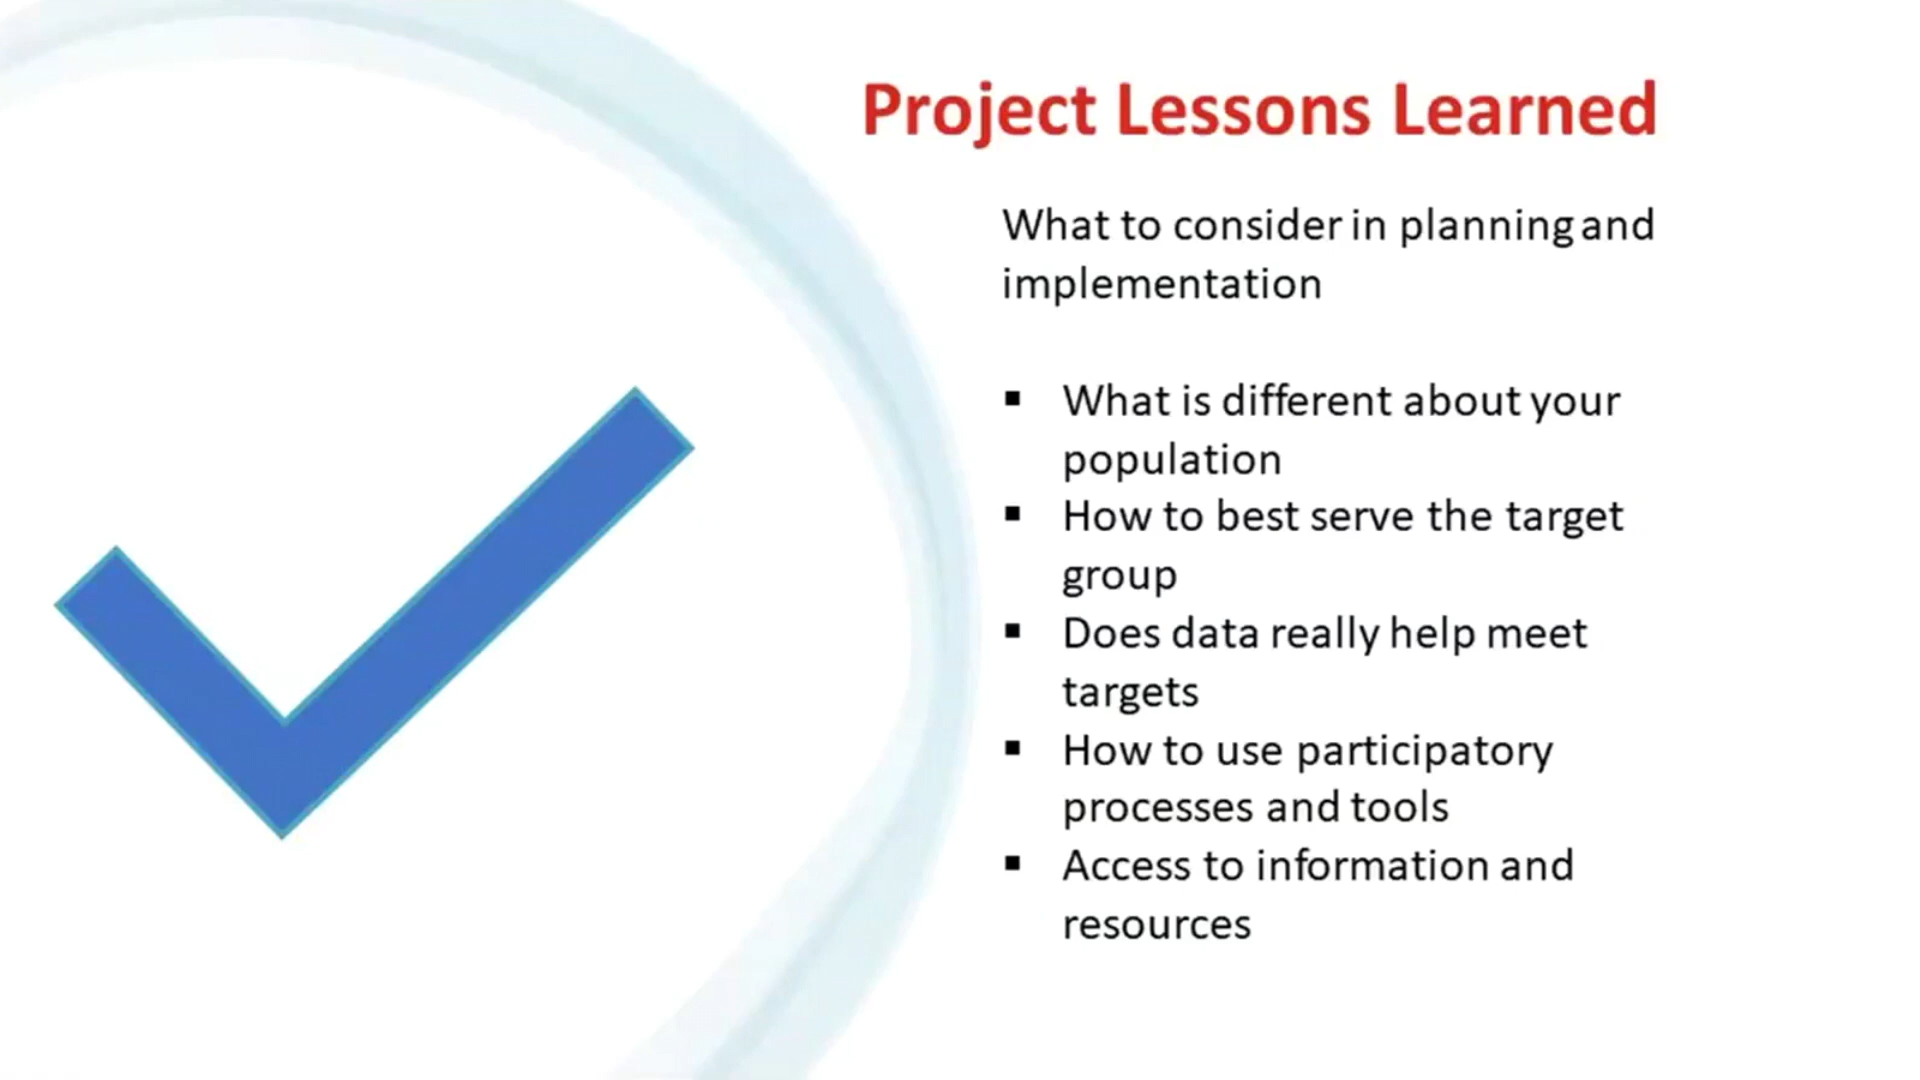 Project Lessons Learned
What to consider in planning and
implementation
▪ What is different about your
population
▪ How to best serve the target
group
▪ Does data really help meet
targets
▪ How to use participatory
processes and tools
▪ Access to information and
resources